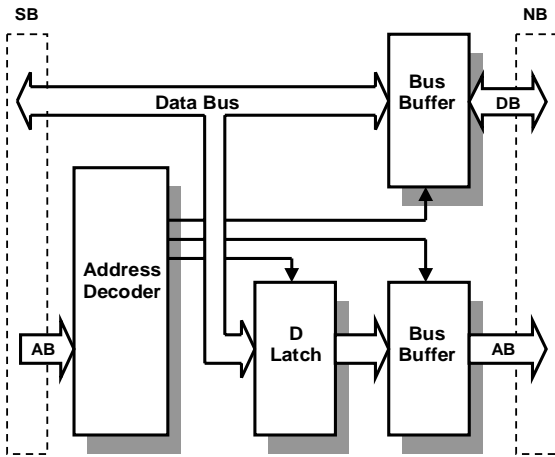 SB
NB
Bus
Buffer
Data Bus
DB
Address
Decoder
D
Latch
Bus
Buffer
AB
AB